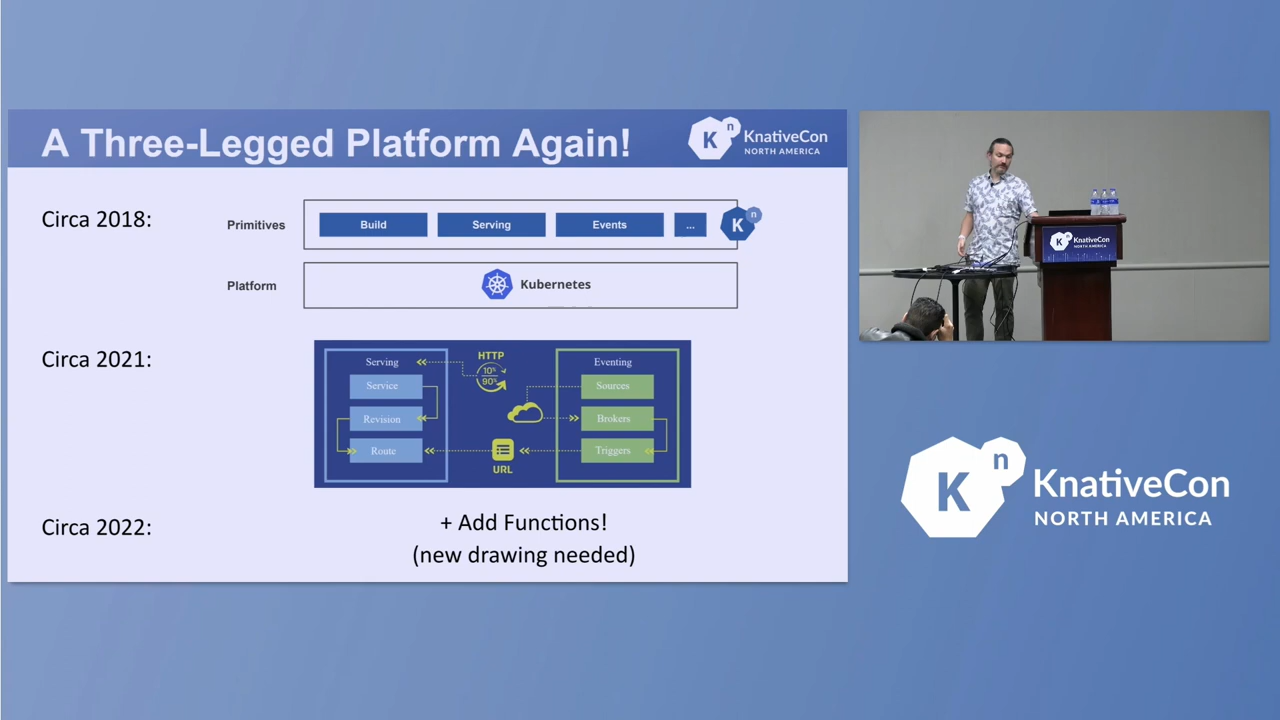 A Three-Legged Platform Again!
K n KnativeCon
NORTH AMERICA
Circa 2018:
Primitives
Build
Serving
Events
...
K n
Platform
Kubernetes
Circa 2021:
Serving
Service
Revision
Route
HTTP
10%
90%
URL
Eventing
Sources
Brokers
Triggers
Circa 2022:
+ Add Functions!
(new drawing needed)
K n KnativeCon
K n KnativeCon
NORTH AMERICA